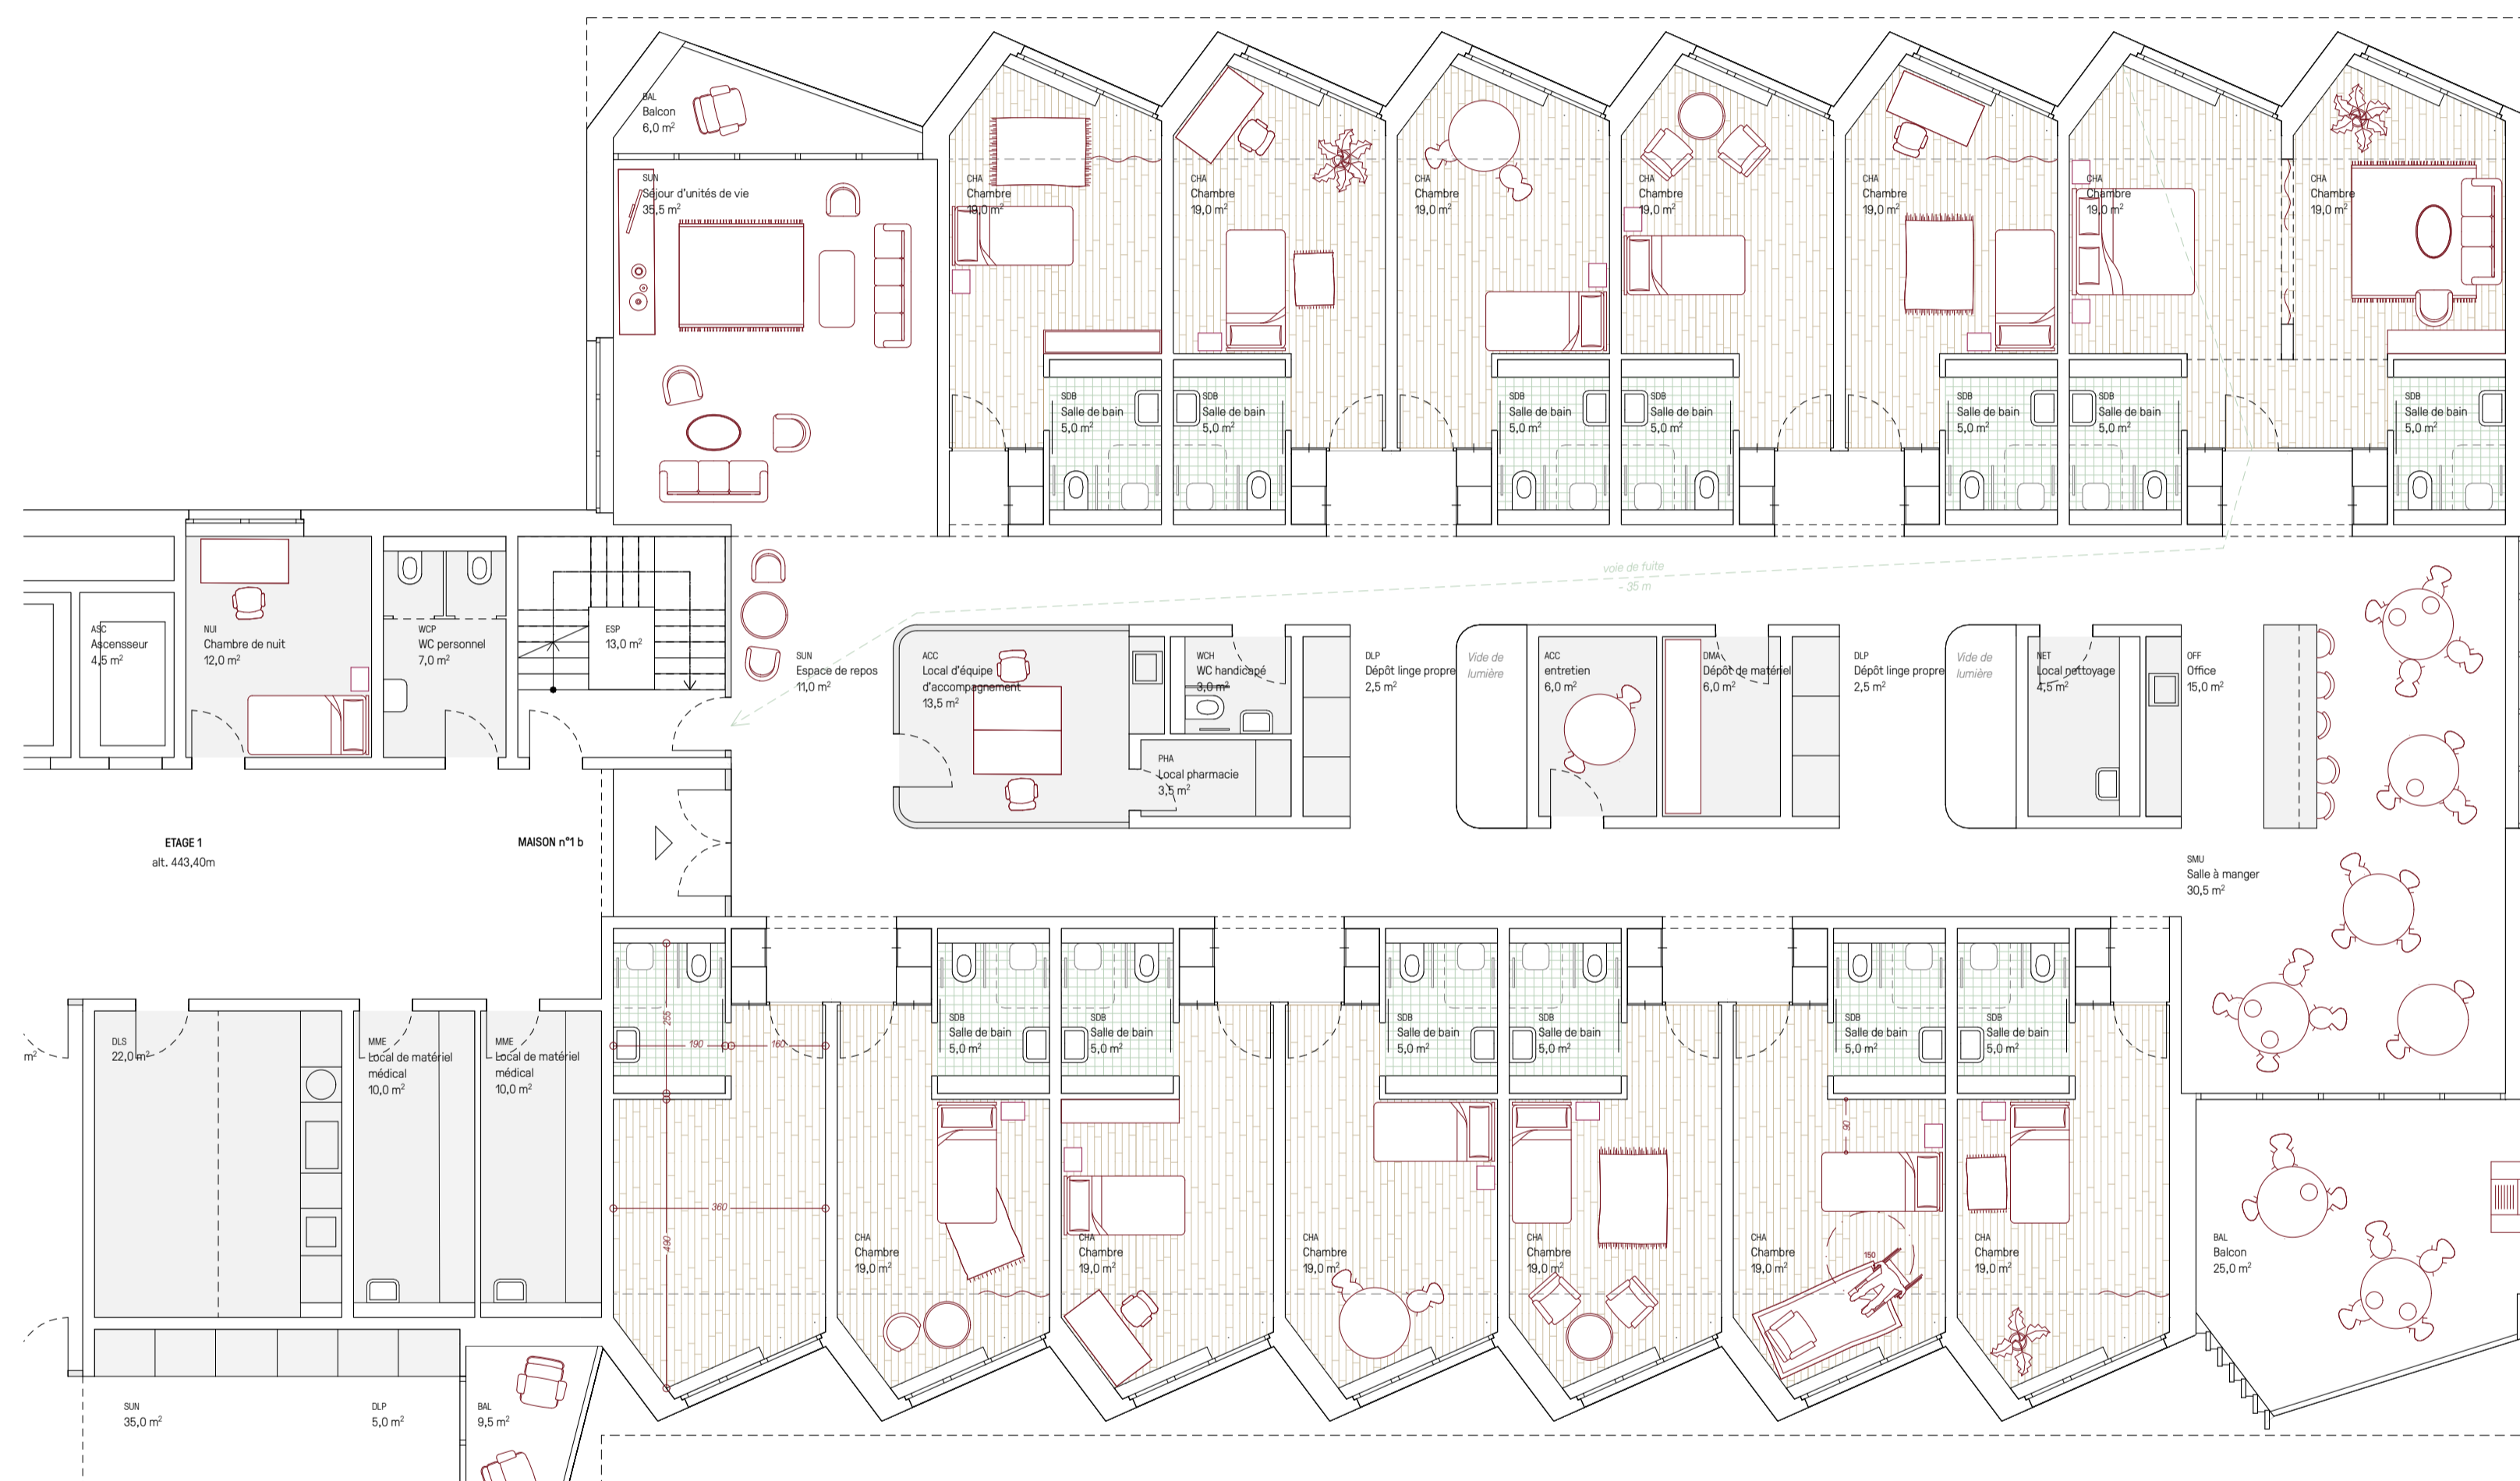 BAL
Balcon
6,0 m²
SUN
Séjour d'unités de vie
35,5 m²
CHA
Chambre
19,0 m²
CHA
Chambre
19,0 m²
CHA
Chambre
19,0 m²
CHA
Chambre
19,0 m²
CHA
Chambre
19,0 m²
CHA
Chambre
19,0 m²
CHA
Chambre
19,0 m²
SDB
Salle de bain
5,0 m²
SDB
Salle de bain
5,0 m²
SDB
Salle de bain
5,0 m²
SDB
Salle de bain
5,0 m²
SDB
Salle de bain
5,0 m²
SDB
Salle de bain
5,0 m²
SDB
Salle de bain
5,0 m²
voie de fuite
~ 35 m
ASC
Ascensseur
4,5 m²
NUI
Chambre de nuit
12,0 m²
WCP
WC personnel
7,0 m²
ESP
13,0 m²
SUN
Espace de repos
11,0 m²
ACC
Local d'équipe
d'accompagnement
13,5 m²
WCH
WC handicapé
3,0 m²
PHA
Local pharmacie
3,5 m²
DLP
Dépôt linge propre
2,5 m²
Vide de
lumière
ACC
entretien
6,0 m²
DMA
Dépôt de matériel
6,0 m²
DLP
Dépôt linge propre
2,5 m²
Vide de
lumière
NET
Local nettoyage
4,5 m²
OFF
Office
15,0 m²
ETAGE 1
alt. 443,40m
MAISON n°1 b
SMU
Salle à manger
30,5 m²
m²
DLS
22,0 m²
MME
Local de matériel
médical
10,0 m²
MME
Local de matériel
médical
10,0 m²
255
190
160
360
490
SDB
Salle de bain
5,0 m²
SDB
Salle de bain
5,0 m²
SDB
Salle de bain
5,0 m²
SDB
Salle de bain
5,0 m²
SDB
Salle de bain
5,0 m²
SDB
Salle de bain
5,0 m²
90
CHA
Chambre
19,0 m²
CHA
Chambre
19,0 m²
CHA
Chambre
19,0 m²
CHA
Chambre
19,0 m²
CHA
Chambre
19,0 m²
150
CHA
Chambre
19,0 m²
BAL
Balcon
25,0 m²
SUN
35,0 m²
DLP
5,0 m²
BAL
9,5 m²